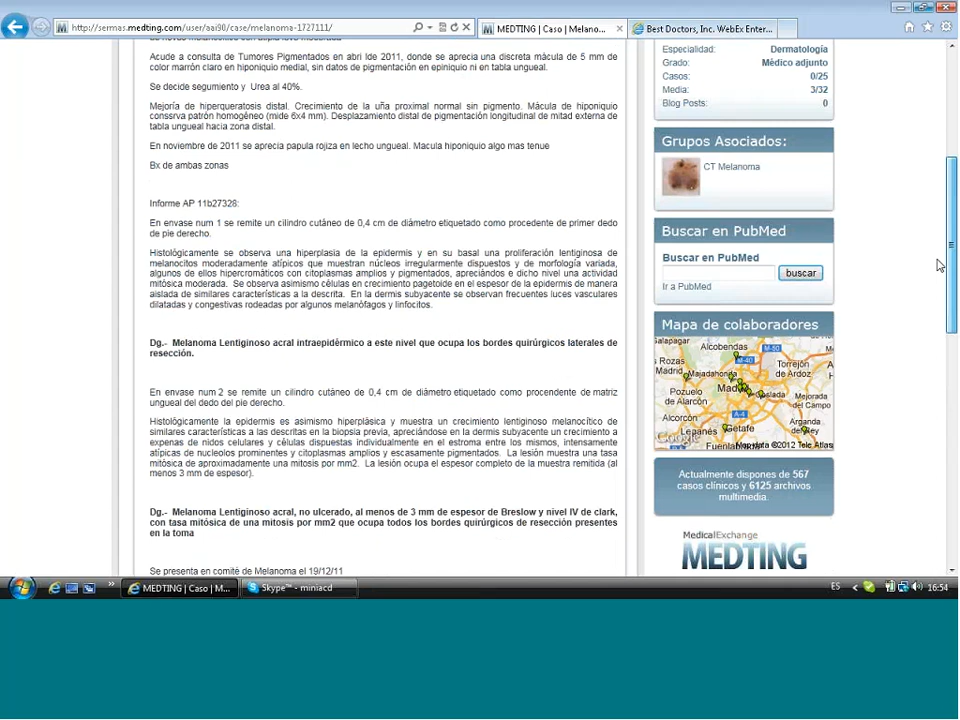 http://sermas.medting.com/user/aai90/case/melanoma-1727111/
MEDTING | Caso | Melano...
Best Doctors, Inc. WebEx Enter...
Acude a consulta de Tumores Pigmentados en abri lde 2011, donde se aprecia una discreta mácula de 5 mm de
color marrón claro en hiponiquio medial, sin datos de pigmentación en epiniquio ni en tabla ungueal.
Se decide segumiento y Urea al 40%.
Mejoría de hiperqueratosis distal. Crecimiento de la uña proximal normal sin pigmento. Mácula de hiponiquio
conssrva patrón homogéneo (mide 6x4 mm). Desplazamiento distal de pigmentación longitudinal de mitad externa de
tabla ungueal hacia zona distal.
En noviembre de 2011 se aprecia papula rojiza en lecho ungueal. Macula hiponiquio algo mas tenue
Bx de ambas zonas
Informe AP 11b27328:
En envase num 1 se remite un cilindro cutáneo de 0,4 cm de diámetro etiquetado como procedente de primer dedo
de pie derecho.
Histológicamente se observa una hiperplasia de la epidermis y en su basal una proliferación lentiginosa de
melanocitos moderadamente atípicos que muestran núcleos irregularmente dispuestos y de morfología variada,
algunos de ellos hipercromáticos con citoplasmas amplios y pigmentados, apreciándos e dicho nivel una actividad
mitósica moderada. Se observa asimismo células en crecimiento pagetoide en el espesor de la epidermis de manera
aislada de similares características a la descrita. En la dermis subyacente se observan frecuentes luces vasculares
dilatadas y congestivas rodeadas por algunos melanófagos y linfocitos.
Dg.- Melanoma Lentiginoso acral intraepidérmico a este nivel que ocupa los bordes quirúrgicos laterales de
resección.
En envase num 2 se remite un cilindro cutáneo de 0,4 cm de diámetro etiquetado como procendente de matriz
ungueal del dedo del pie derecho.
Histológicamente la epidermis es asimismo hiperplásica y muestra un crecimiento lentiginoso melanocítico de
similares características a las descritas en la biopsia previa, apreciándose en la dermis subyacente un crecimiento a
expenas de nidos celulares y células dispuestas individualmente en el estroma entre los mismos, intensamente
atípicas de nucleolos prominentes y citoplasmas amplios y escasamente pigmentados. La lesión muestra una tasa
mitósica de aproximadamente una mitosis por mm2. La lesión ocupa el espesor completo de la muestra remitida (al
menos 3 mm de espesor).
Dg.- Melanoma Lentiginoso acral, no ulcerado, al menos de 3 mm de espesor de Breslow y nivel IV de clark,
con tasa mitósica de una mitosis por mm2 que ocupa todos los bordes quirúrgicos de resección presentes
en la toma
Se presenta en comité de Melanoma el 19/12/11
Especialidad: Dermatología
Grado: Médico adjunto
Casos: 0/25
Media: 3/32
Blog Posts: 0
Grupos Asociados:
CT Melanoma
Buscar en PubMed
Buscar en PubMed
buscar
Ir a PubMed
Mapa de colaboradores
Alcobendas
M-50
Rozas
Madrid
M-40
Torrejón
de Ardoz
Majadahonda
Madrid
Pozuelo
de Alarcón
Coslada
Mejorada
del Campo
Alcorcón
A-4
Leganés
Getafe
Arganda
del Rey
Google
Actualmente dispones de 567
casos clínicos y 6125 archivos
multimedia.
MedicalExchange
MEDTING
MEDTING | Caso | M...
Skype™ - miniacd
ES
16:54